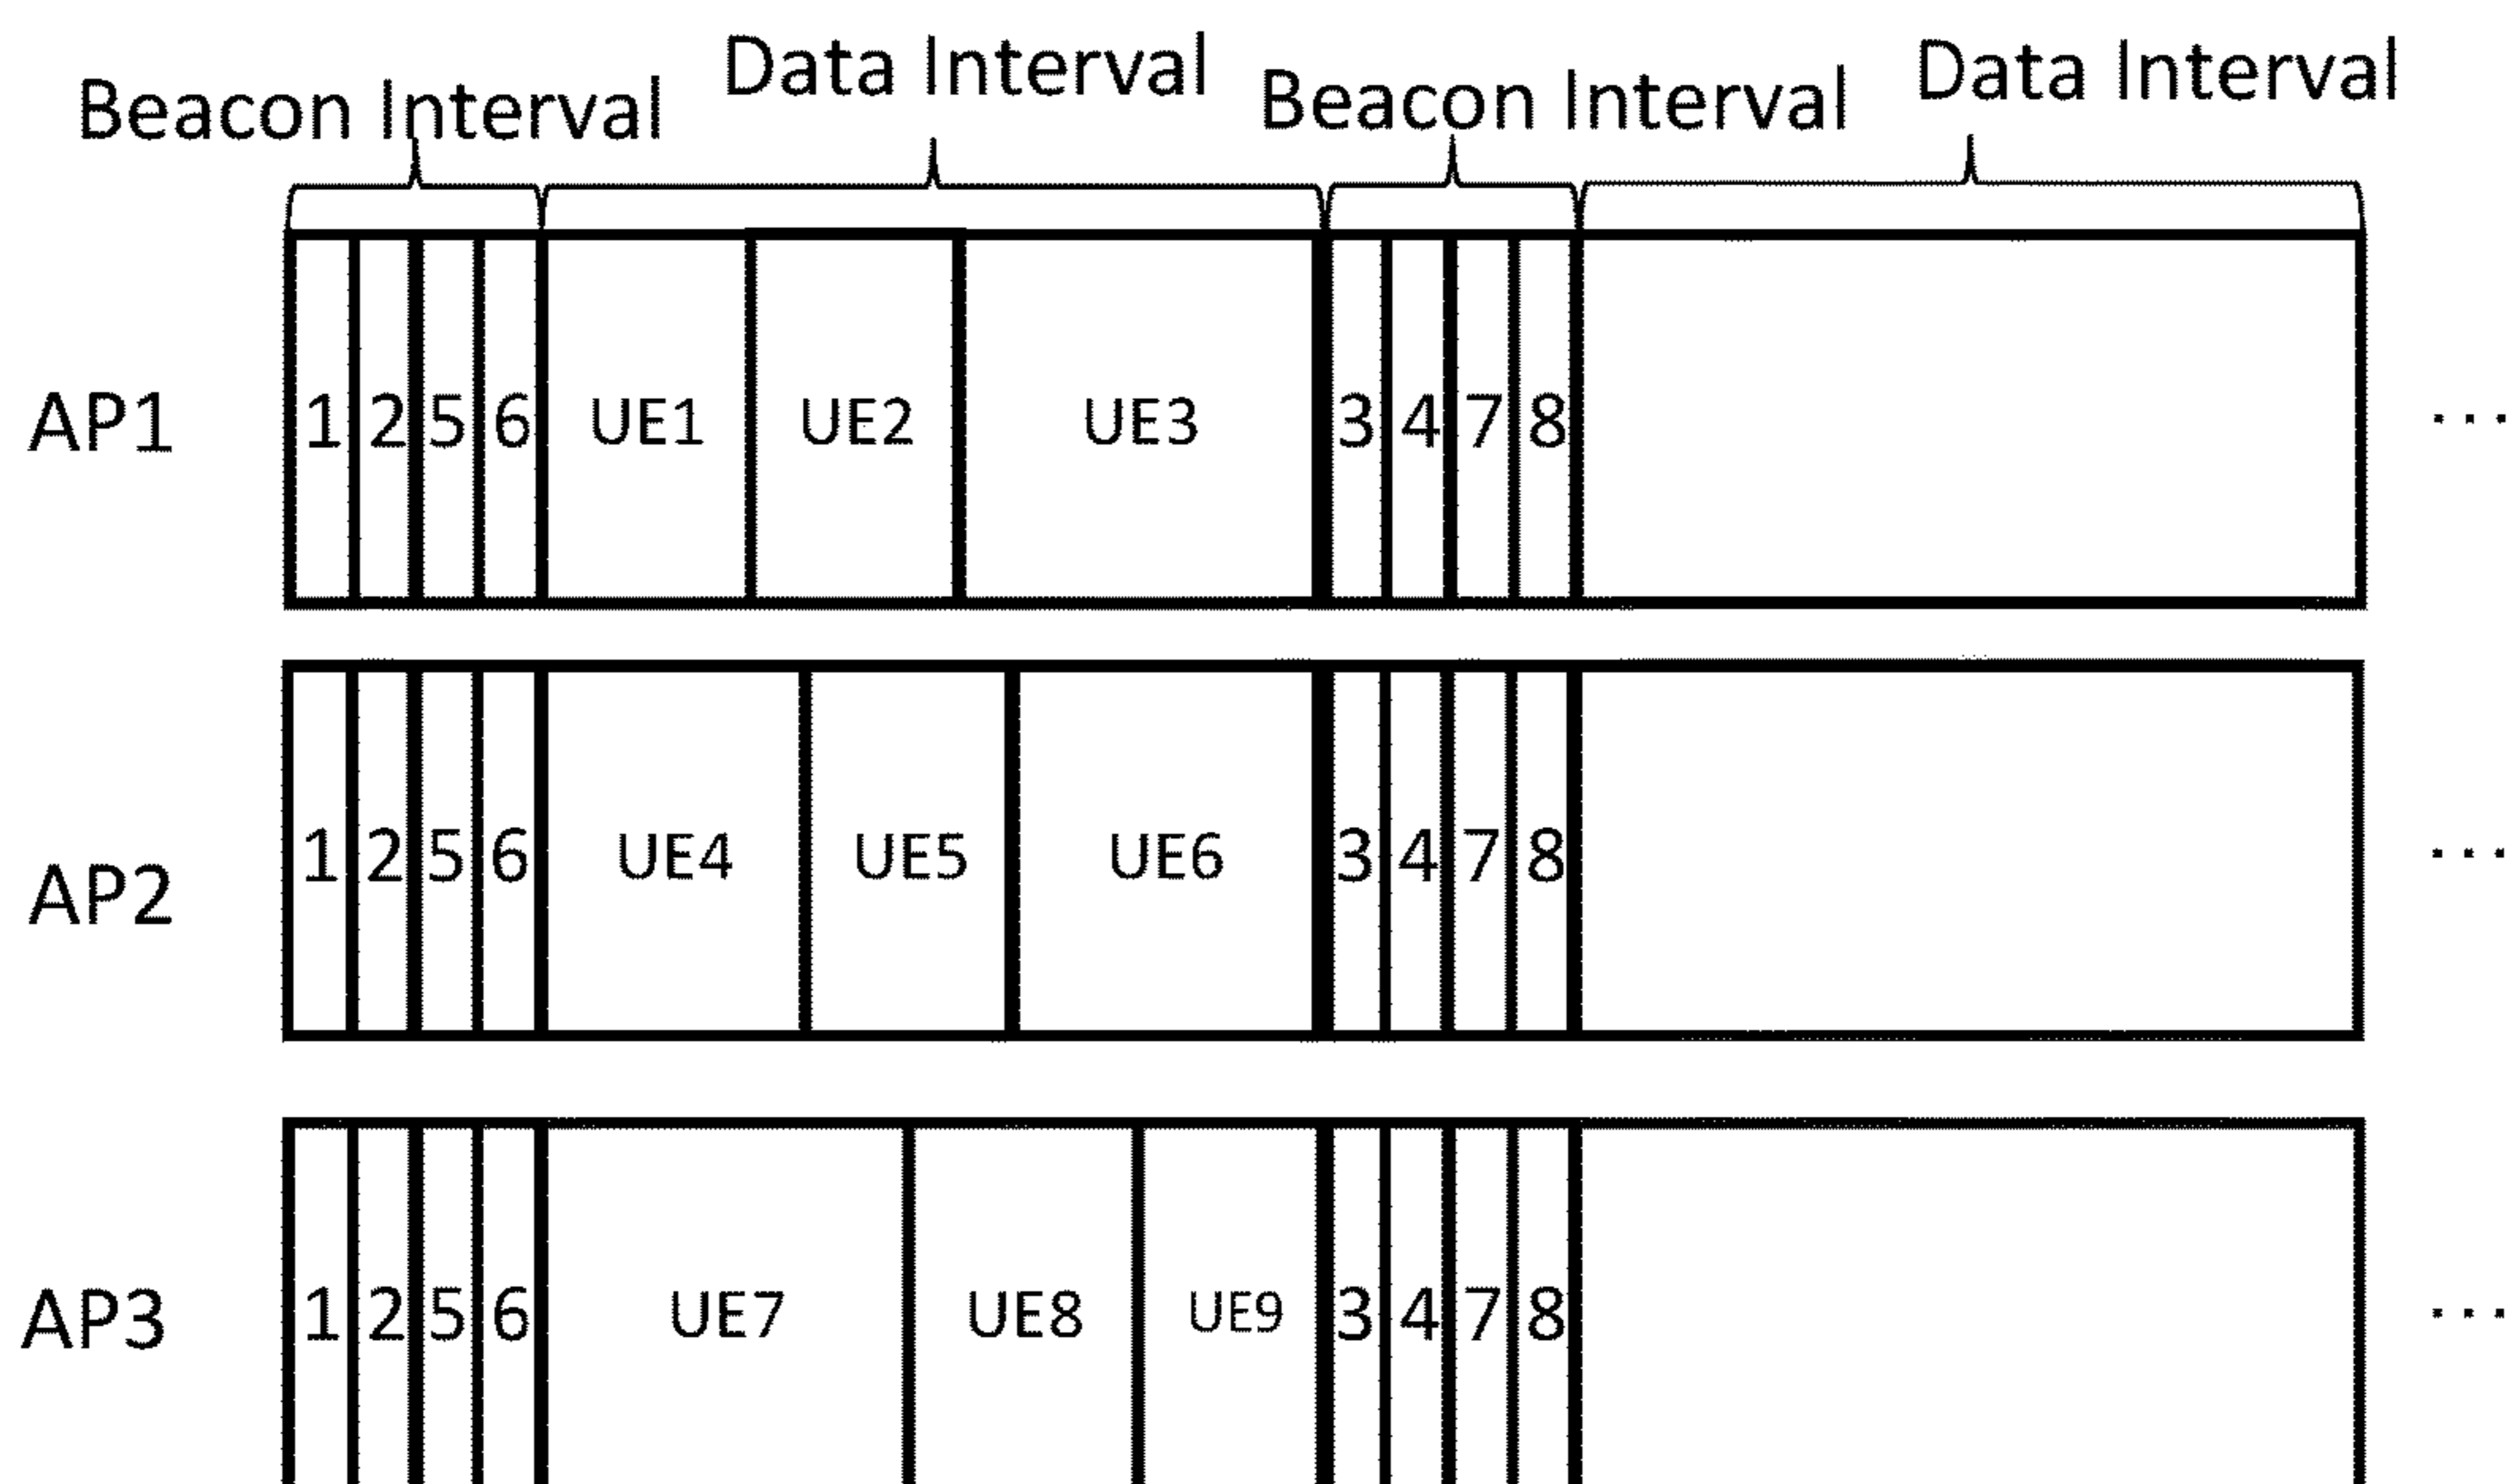 Beacon Interval Data Interval Beacon Interval Data Interval
AP1 1 2 5 6 UE1 UE2 UE3 3 4 7 8 ...
AP2 1 2 5 6 UE4 UE5 UE6 3 4 7 8 ...
AP3 1 2 5 6 UE7 UE8 UE9 3 4 7 8 ...